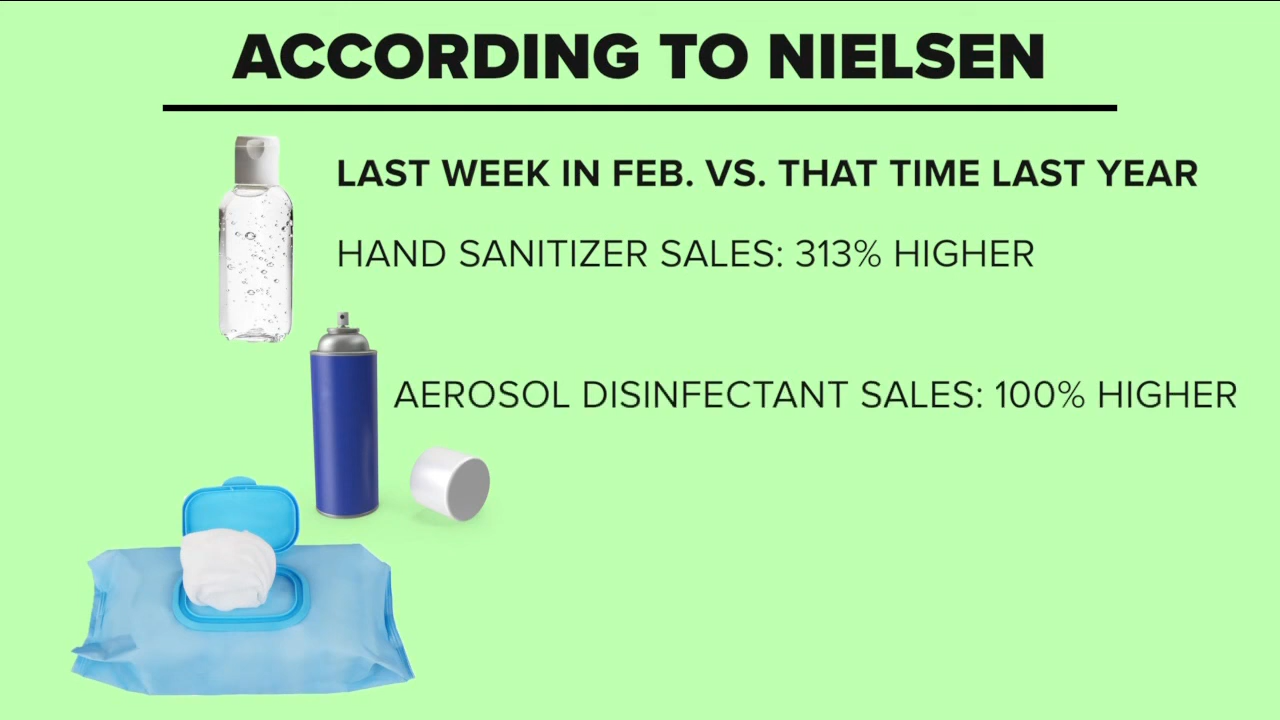 ACCORDING TO NIELSEN
LAST WEEK IN FEB. VS. THAT TIME LAST YEAR
HAND SANITIZER SALES: 313% HIGHER
AEROSOL DISINFECTANT SALES: 100% HIGHER